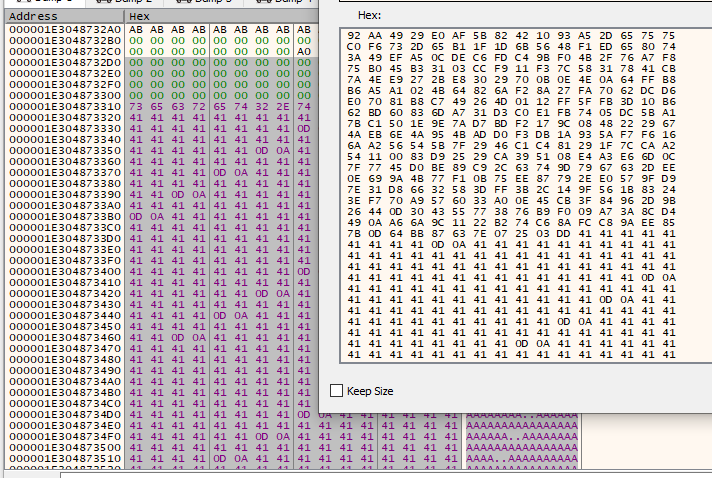 Address Hex
000001E3048732A0 AB AB AB AB AB AB AB AB AB
000001E3048732B0 00 00 00 00 00 00 00 00 00
000001E3048732C0 00 00 00 00 00 00 00 00 A0
000001E3048732D0 00 00 00 00 00 00 00 00 00
000001E3048732E0 00 00 00 00 00 00 00 00 00
000001E3048732F0 00 00 00 00 00 00 00 00 00
000001E304873300 00 00 00 00 00 00 00 00 00
000001E304873310 73 65 63 72 65 74 32 2E 74
000001E304873320 41 41 41 41 41 41 41 41 41
000001E304873330 41 41 41 41 41 41 41 41 0D
000001E304873340 41 41 41 41 41 41 41 41 41
000001E304873350 41 41 41 41 41 41 0D 0A 41
000001E304873360 41 41 41 41 41 41 41 41 41
000001E304873370 41 41 41 41 0D 0A 41 41 41
000001E304873380 41 41 41 41 41 41 41 41 41
000001E304873390 41 41 0D 0A 41 41 41 41 41
000001E3048733A0 41 41 41 41 41 41 41 41 41
000001E3048733B0 0D 0A 41 41 41 41 41 41 41
000001E3048733C0 41 41 41 41 41 41 41 41 41
000001E3048733D0 41 41 41 41 41 41 41 41 41
000001E3048733E0 41 41 41 41 41 41 41 41 41
000001E3048733F0 41 41 41 41 41 41 41 41 41
000001E304873400 41 41 41 41 41 41 41 41 0D
000001E304873410 41 41 41 41 41 41 41 41 41
000001E304873420 41 41 41 41 41 41 0D 0A 41
000001E304873430 41 41 41 41 41 41 41 41 41
000001E304873440 41 41 41 41 0D 0A 41 41 41
000001E304873450 41 41 41 41 41 41 41 41 41
000001E304873460 41 41 0D 0A 41 41 41 41 41
000001E304873470 41 41 41 41 41 41 41 41 41
000001E304873480 41 41 41 41 41 41 41 41 41
000001E304873490 41 41 41 41 41 41 41 41 41
000001E3048734A0 41 41 41 41 41 41 41 41 41
000001E3048734B0 41 41 41 41 41 41 41 41 41
000001E3048734C0 41 41 41 41 41 41 41 41 41
000001E3048734D0 41 41 41 41 41 41 41 41 0D 0A 41 41 41 41 41 41 AAAAAAAA..AAAAAA
000001E3048734E0 41 41 41 41 41 41 41 41 41 41 41 41 41 41 41 41 AAAAAAAAAAAAAAAA
000001E3048734F0 41 41 41 41 41 41 0D 0A 41 41 41 41 41 41 41 41 AAAAAA..AAAAAAAA
000001E304873500 41 41 41 41 41 41 41 41 41 41 41 41 41 41 41 41 AAAAAAAAAAAAAAAA
000001E304873510 41 41 41 41 0D 0A 41 41 41 41 41 41 41 41 41 41 AAAA..AAAAAAAAAA
Hex:
92 AA 49 29 E0 AF 5B 82 42 10 93 A5 2D 65 75 75
C0 F6 73 2D 65 B1 1F 1D 6B 56 48 F1 ED 65 80 74
3A 49 EF A5 0C DE C6 FD C4 9B F0 4B 2F 76 A7 F8
75 B0 45 B3 31 03 CC F9 11 F3 7C 58 31 78 41 CB
7A 4E E9 27 2B E8 30 29 70 0B 0E 4E 0A 64 FF B8
B6 A5 A1 02 4B 64 82 6A F2 8A 27 FA 70 62 DC D6
E0 70 81 B8 C7 49 26 4D 01 12 FF 5F FB 3D 10 B6
62 BD 60 83 6D A7 31 D3 C0 E1 FB 74 05 DC 5B A1
7B C1 50 1E 9E 7A D7 BD F2 17 9C 08 48 22 29 67
4A EB 6E 4A 95 4B AD D0 F3 DB 1A 93 5A F7 F6 16
6A A2 56 54 5B 7F 29 46 C1 C4 81 29 1F 7C CA A2
54 11 00 83 D9 25 29 CA 39 51 08 E4 A3 E6 6D 0C
7F 77 45 D0 BE 89 C9 2C 63 74 9D 79 67 63 2D EE
0E 69 9A 4B 77 F1 0B 75 EE 87 79 2E E0 57 9F D9
7E 31 D8 66 32 58 3D FF 3B 2C 14 9F 56 1B 83 24
3E F7 70 A9 57 60 33 A0 0E 45 CB 3F 84 96 2D 9B
26 44 0D 30 43 55 77 38 76 B9 F0 09 A7 3A 8C D4
49 0A A6 6A 9C 11 22 B2 74 C6 8A FC C8 9A EE 85
78 0D 64 BB 87 63 7E 07 25 03 DD 41 41 41 41 41
41 41 41 41 0D 0A 41 41 41 41 41 41 41 41 41 41
41 41 41 41 41 41 41 41 41 41 41 41 41 41 41 41
41 41 41 41 41 41 41 41 41 41 41 41 41 41 41 41
41 41 41 41 41 41 41 41 41 41 41 41 41 41 0D 0A
41 41 41 41 41 41 41 41 41 41 41 41 41 41 41 41
41 41 41 41 41 41 41 41 41 41 41 41 0D 0A 41 41
41 41 41 41 41 41 41 41 41 41 41 41 41 41 41 41
41 41 41 41 41 41 41 41 41 41 0D 0A 41 41 41 41
41 41 41 41 41 41 41 41 41 41 41 41 41 41 41 41
41 41 41 41 41 41 41 41 0D 0A 41 41 41 41 41 41
41 41 41 41 41 41 41 41 41 41 41 41 41 41 41 41
Keep Size